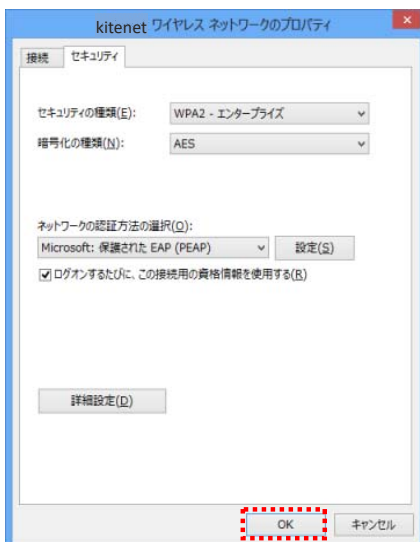 kitenet ワイヤレス ネットワークのプロパティ
接続 セキュリティ
セキュリティの種類(E): WPA2 - エンタープライズ
暗号化の種類(N): AES
ネットワークの認証方法の選択(O):
Microsoft: 保護された EAP (PEAP) 設定(S)
ログオンするたびに、この接続用の資格情報を使用する(R)
詳細設定(D)
OK キャンセル